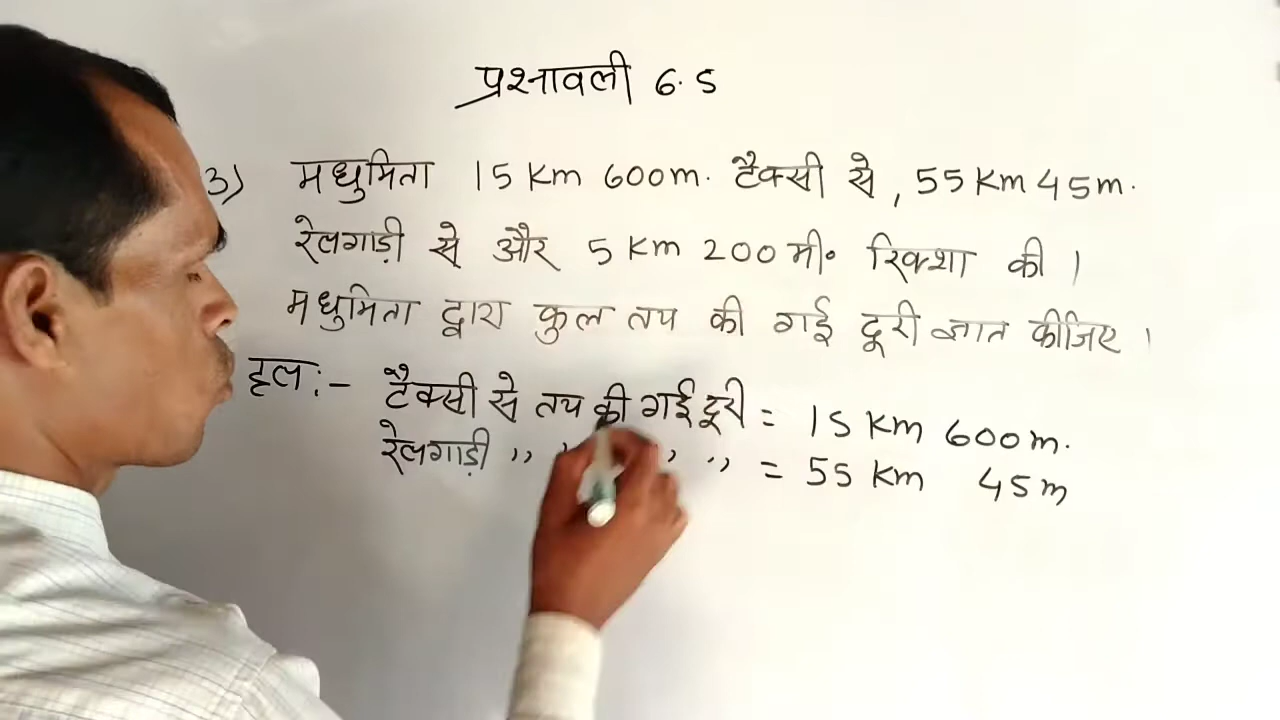 प्रश्नावली 6.5
3) मधुमिता 15 Km 600m. टैक्सी से, 55 Km 45m.
रेलगाड़ी से और 5 Km 200 मी. रिक्शा की।
मधुमिता द्वारा कुल तय की गई दूरी ज्ञात कीजिए।
हल:- टैक्सी से तय की गई दूरी = 15 Km 600m.
रेलगाड़ी ,, ,, ,, ,, = 55 Km 45m